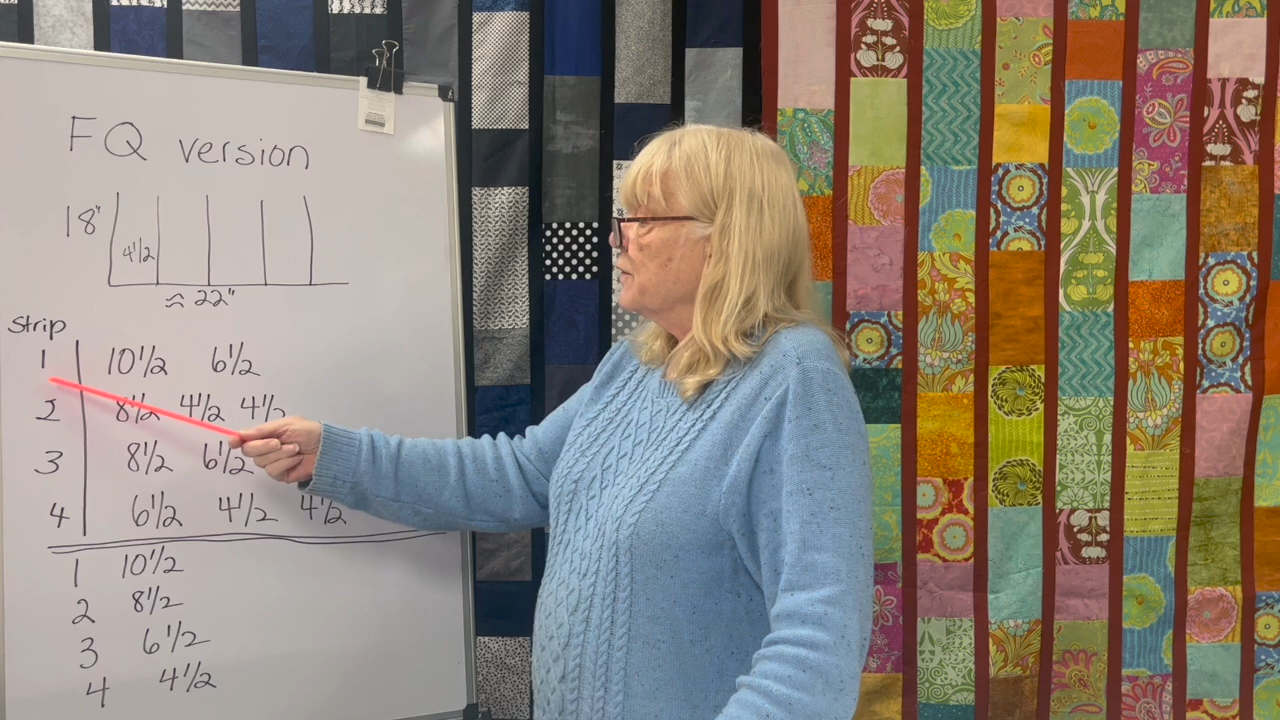 FQ version
18"
4 1/2
≈ 22"
Strip
1 10 1/2 6 1/2
2 8 1/2 4 1/2 4 1/2
3 8 1/2 6 1/2
4 6 1/2 4 1/2 4 1/2
1 10 1/2
2 8 1/2
3 6 1/2
4 4 1/2